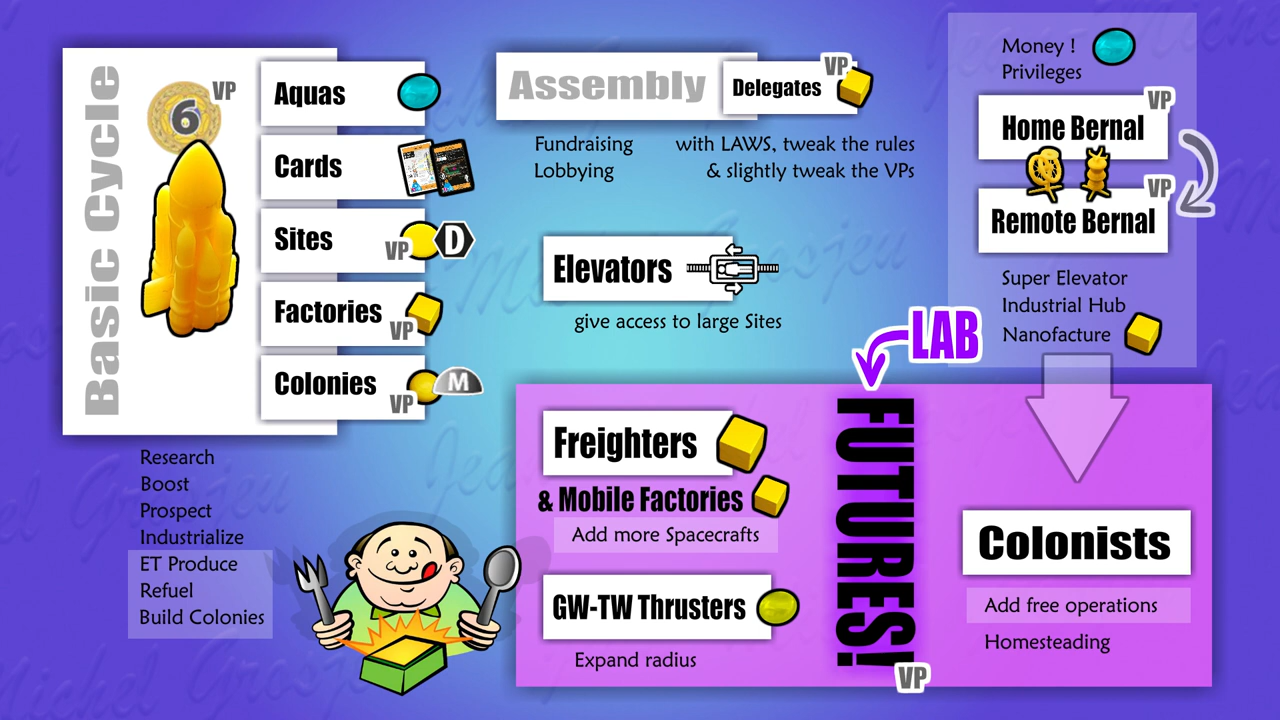 Basic Cycle
6
VP
Aquas
Cards
Sites
VP
D
Factories
VP
Colonies
VP
M
Research
Boost
Prospect
Industrialize
ET Produce
Refuel
Build Colonies
Assembly
Delegates
VP
Fundraising
Lobbying
with LAWS, tweak the rules
& slightly tweak the VPs
Elevators
give access to large Sites
Money !
Privileges
Home Bernal
VP
Remote Bernal
VP
Super Elevator
Industrial Hub
Nanofacture
LAB
FUTURES!
VP
Freighters
& Mobile Factories
Add more Spacecrafts
GW-TW Thrusters
Expand radius
Colonists
Add free operations
Homesteading